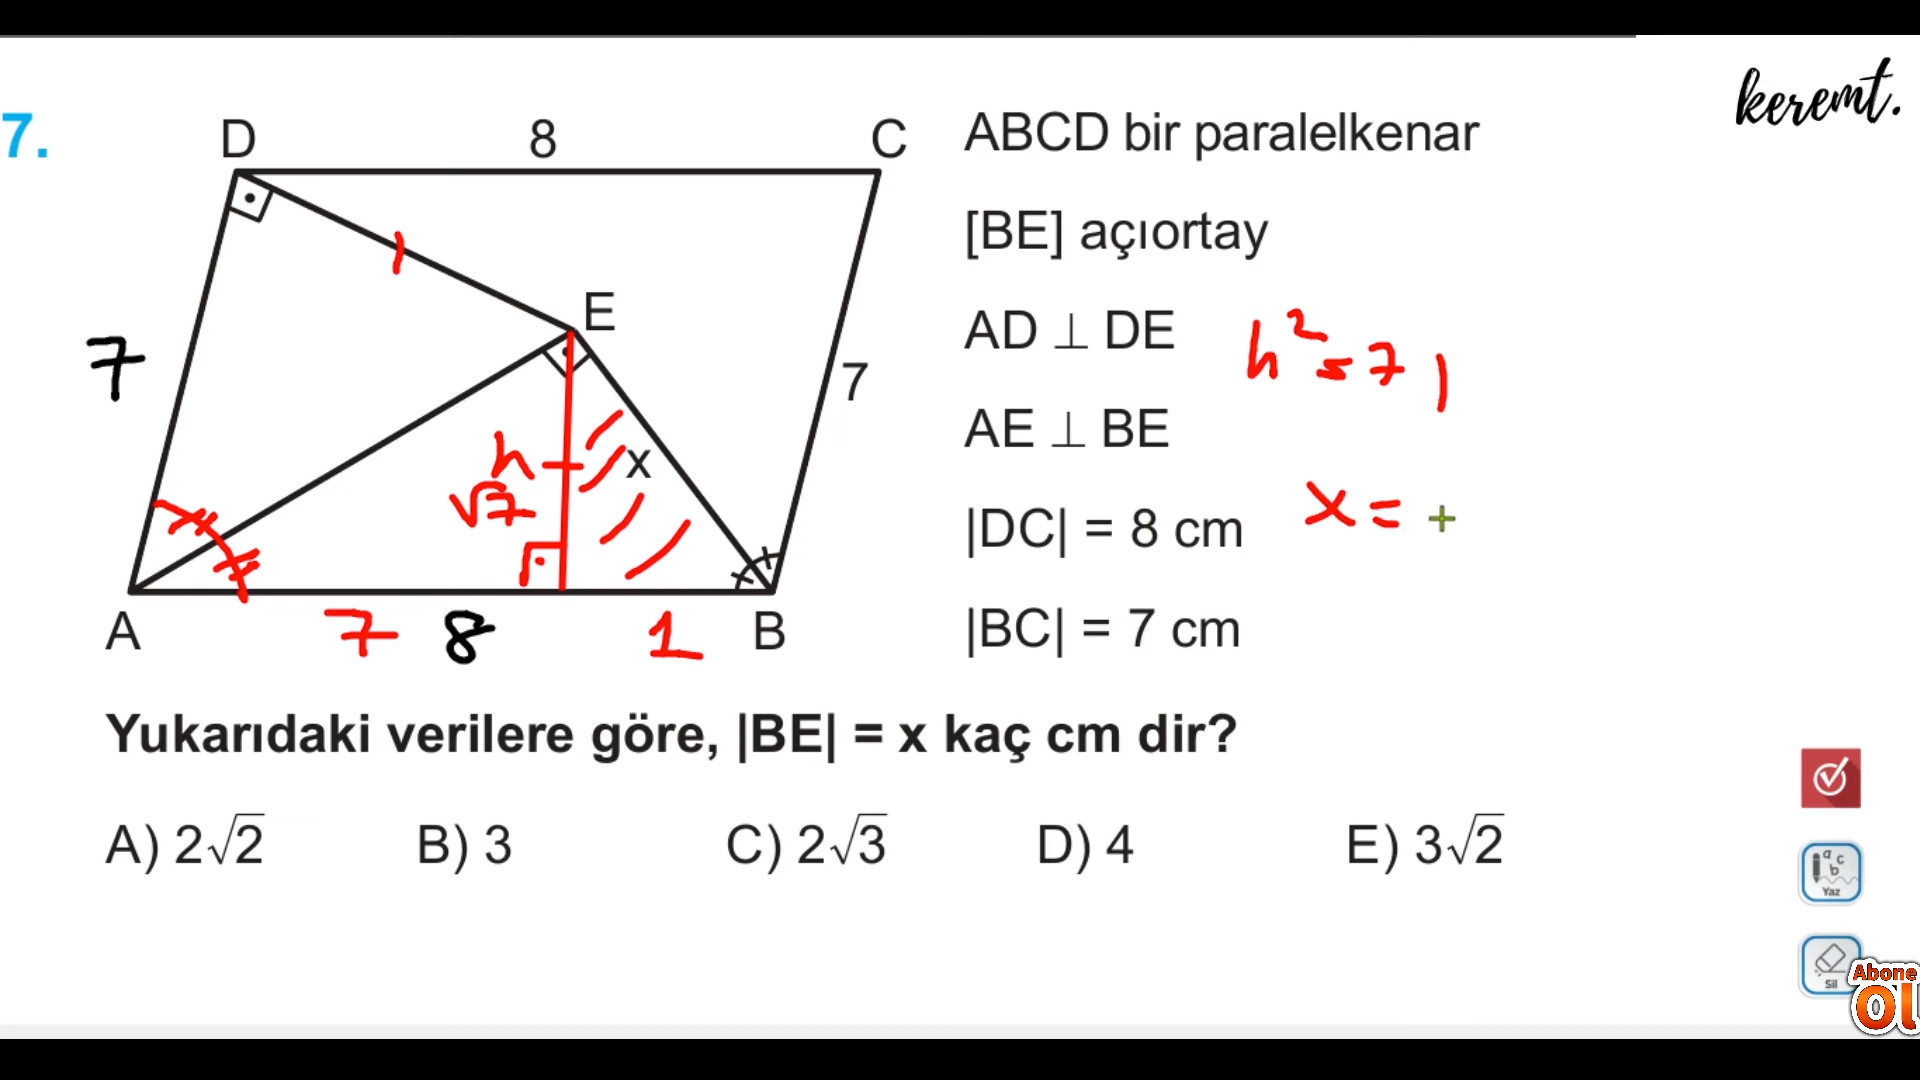 keremt.
7.
D 8 C
ABCD bir paralelkenar
[BE] açıortay
E
AD ⊥ DE
h² = 7 1
7
7
AE ⊥ BE
h
x
√7
|DC| = 8 cm
x =
A 7 8 1 B
|BC| = 7 cm
Yukarıdaki verilere göre, |BE| = x kaç cm dir?
A) 2√2 B) 3 C) 2√3 D) 4 E) 3√2
a c b
Yaz
Sil
Abone
Ol